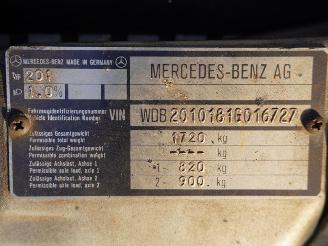 MERCEDES-BENZ MADE IN GERMANY
Typ 201
1.0%
MERCEDES-BENZ AG
Fahrzeugidentifizierungsnummer
Vehicle Identification Number
VIN WDB
Zulässiges Gesamtgewicht
Permissible total weight
1720 kg
Zulässiges Zug-Gesamtgewicht
Permissible combination weight
---- kg
Zulässige Achslast, Achse 1
Permissible axle load, axle 1
1- 820 kg
Zulässige Achslast, Achse 2
Permissible axle load, axle 2
2- 900 kg